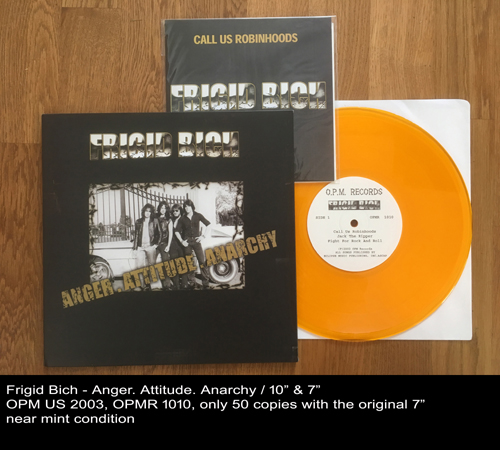 CALL US ROBINHOODS
FRIGID BICH
FRIGID BICH
ANGER. ATTITUDE. ANARCHY
O.P.M. RECORDS
FRIGID BICH
SIDE 1
OPMR 1010
Call Us Robinhoods
Jack The Ripper
Fight For Rock And Roll
Frigid Bich - Anger. Attitude. Anarchy / 10” & 7”
OPM US 2003, OPMR 1010, only 50 copies with the original 7”
near mint condition